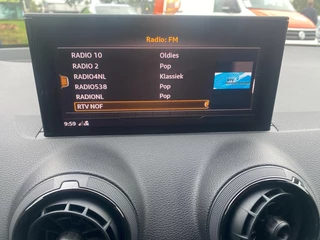 Radio: FM
RADIO 10 Oldies
RADIO 2 Pop
RADIO4NL Klassiek
RADIO538 Pop
RADIONL Pop
RTV NOF
9:59